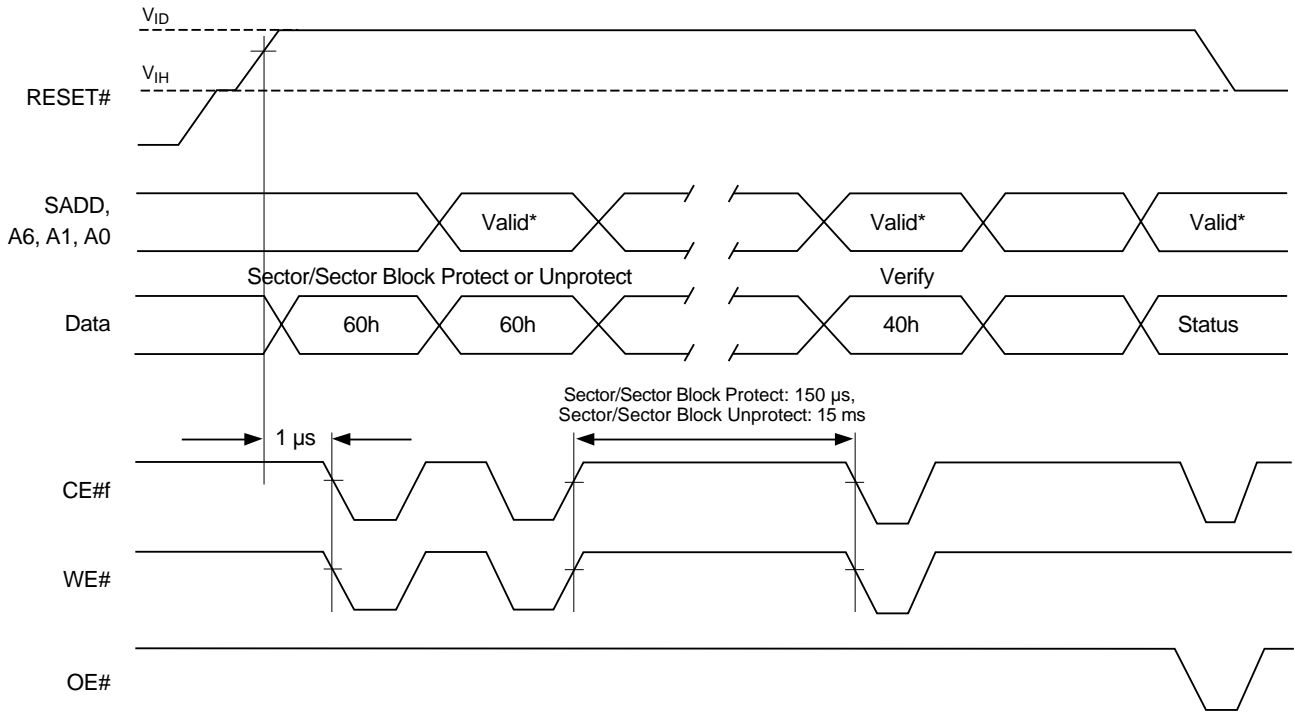 VID
VIH
RESET#
SADD,
A6, A1, A0
Valid*
Valid*
Valid*
Sector/Sector Block Protect or Unprotect
Verify
Data
60h
60h
40h
Status
Sector/Sector Block Protect: 150 µs,
Sector/Sector Block Unprotect: 15 ms
1 µs
CE#f
WE#
OE#